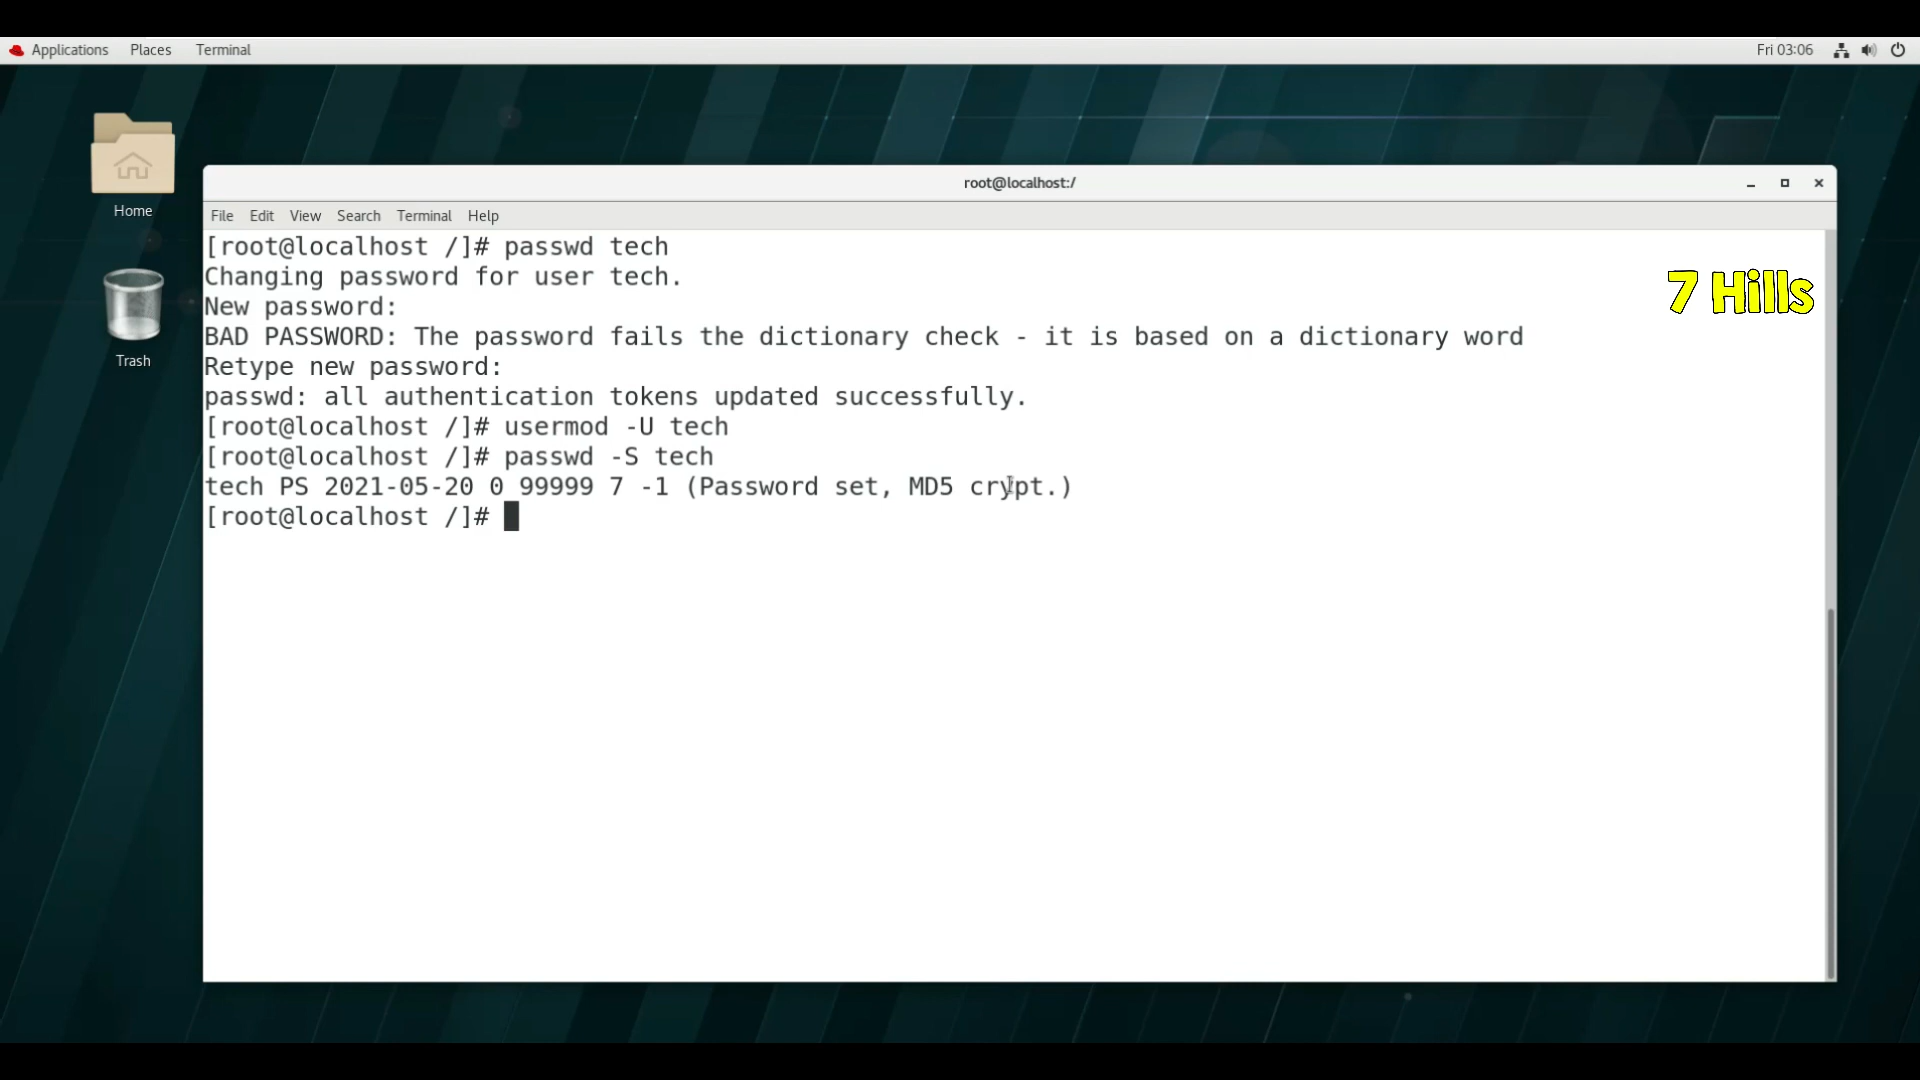 Applications Places Terminal Fri 03:06
Home
Trash
root@localhost:/
File Edit View Search Terminal Help
[root@localhost /]# passwd tech
Changing password for user tech.
New password:
BAD PASSWORD: The password fails the dictionary check - it is based on a dictionary word
Retype new password:
passwd: all authentication tokens updated successfully.
[root@localhost /]# usermod -U tech
[root@localhost /]# passwd -S tech
tech PS 2021-05-20 0 99999 7 -1 (Password set, MD5 crypt.)
[root@localhost /]#
7 Hills